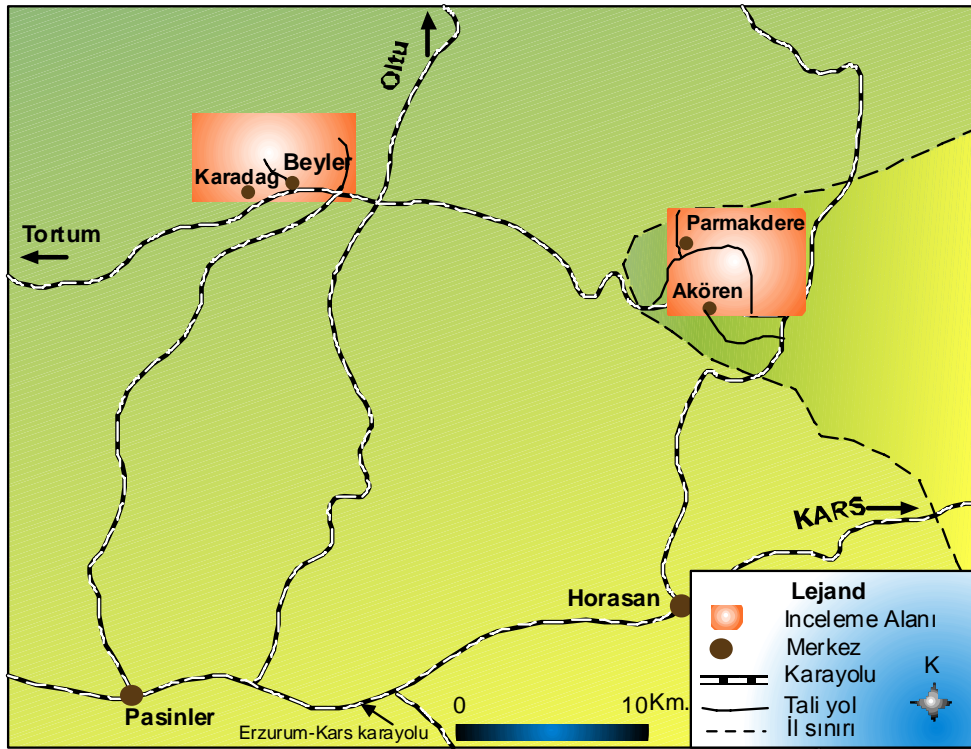 Oltu
Beyler
Karadağ
Tortum
Parmakdere
Akören
KARS
Horasan
Pasinler
Erzurum-Kars karayolu
0 10Km.
Lejand
Inceleme Alanı
Merkez
Karayolu
Tali yol
İl sınırı
K